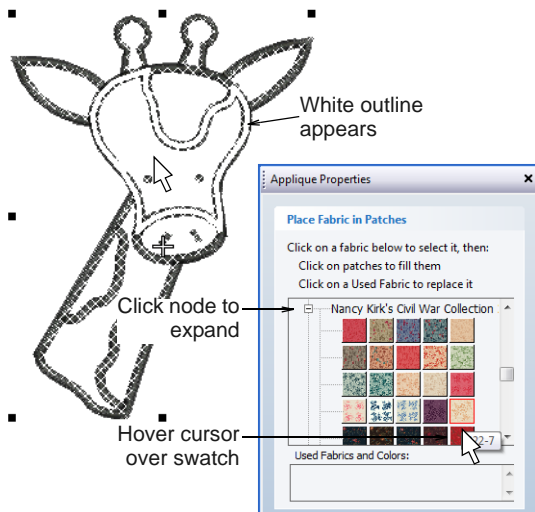 White outline
appears
Applique Properties
Place Fabric in Patches
Click on a fabric below to select it, then:
Click on patches to fill them
Click on a Used Fabric to replace it
Click node to
expand
Nancy Kirk's Civil War Collection
Hover cursor
over swatch
22-7
Used Fabrics and Colors: